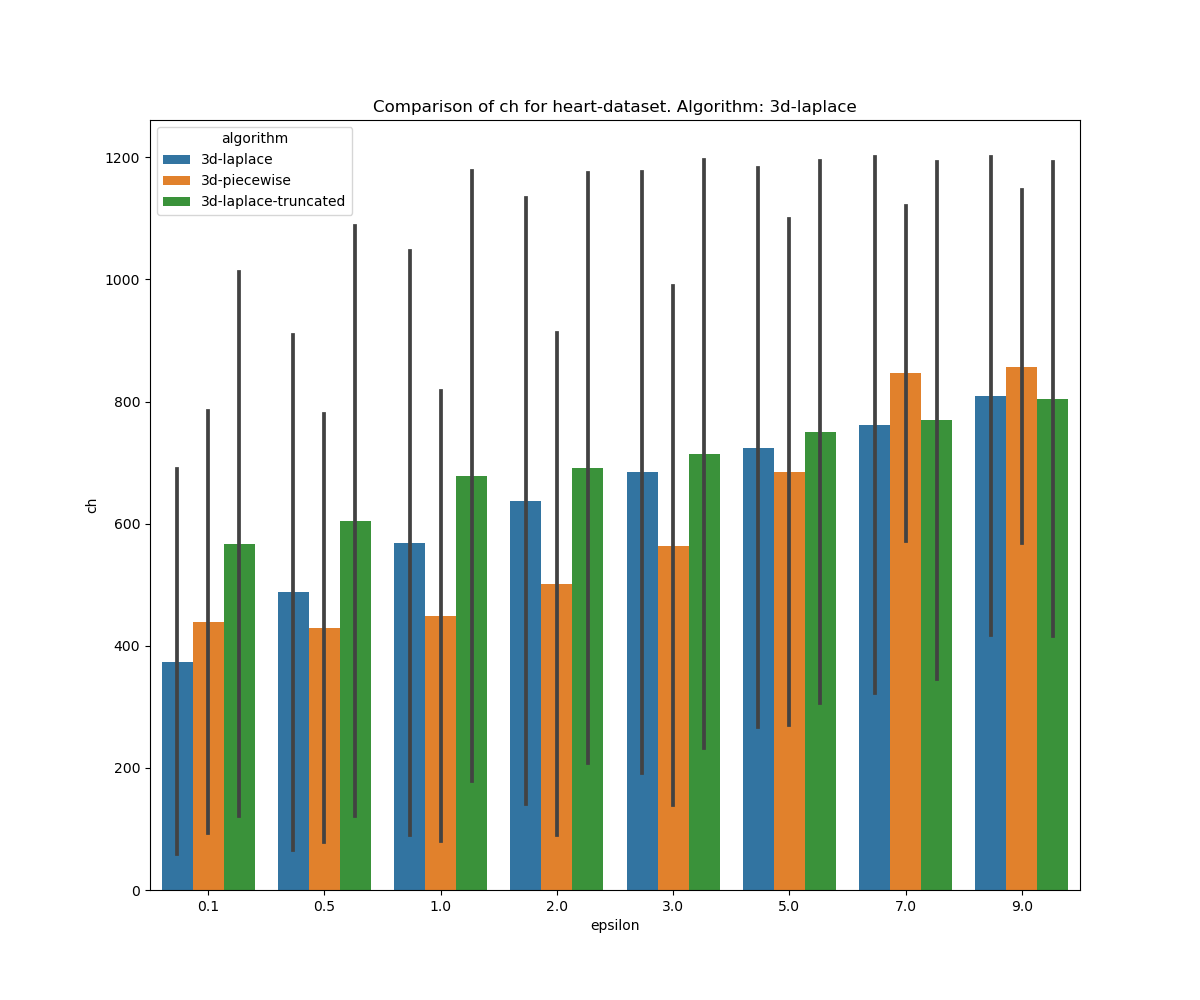 Comparison of ch for heart-dataset. Algorithm: 3d-laplace
algorithm
3d-laplace
3d-piecewise
3d-laplace-truncated
1200
1000
800
600
400
200
0
ch
0.1 0.5 1.0 2.0 3.0 5.0 7.0 9.0
epsilon